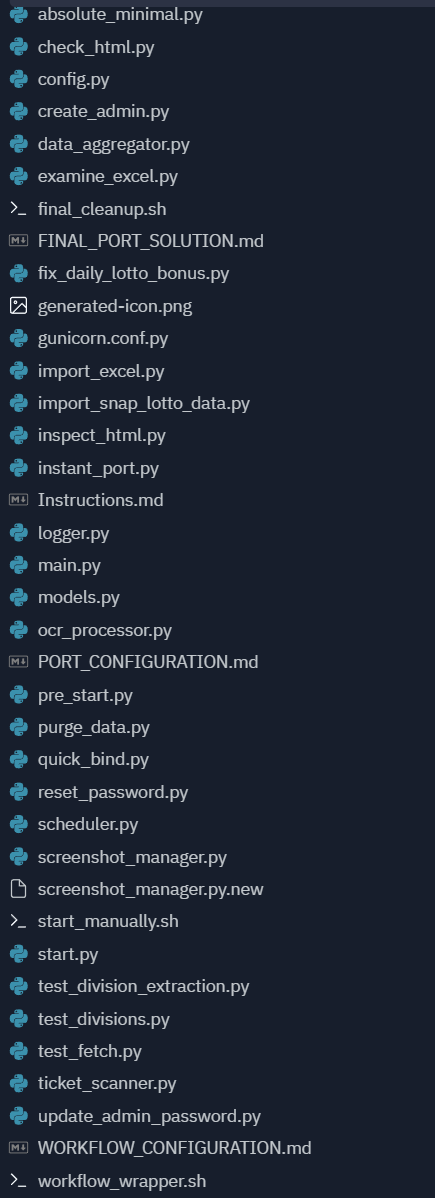 absolute_minimal.py
check_html.py
config.py
create_admin.py
data_aggregator.py
examine_excel.py
final_cleanup.sh
FINAL_PORT_SOLUTION.md
fix_daily_lotto_bonus.py
generated-icon.png
gunicorn.conf.py
import_excel.py
import_snap_lotto_data.py
inspect_html.py
instant_port.py
Instructions.md
logger.py
main.py
models.py
ocr_processor.py
PORT_CONFIGURATION.md
pre_start.py
purge_data.py
quick_bind.py
reset_password.py
scheduler.py
screenshot_manager.py
screenshot_manager.py.new
start_manually.sh
start.py
test_division_extraction.py
test_divisions.py
test_fetch.py
ticket_scanner.py
update_admin_password.py
WORKFLOW_CONFIGURATION.md
workflow_wrapper.sh